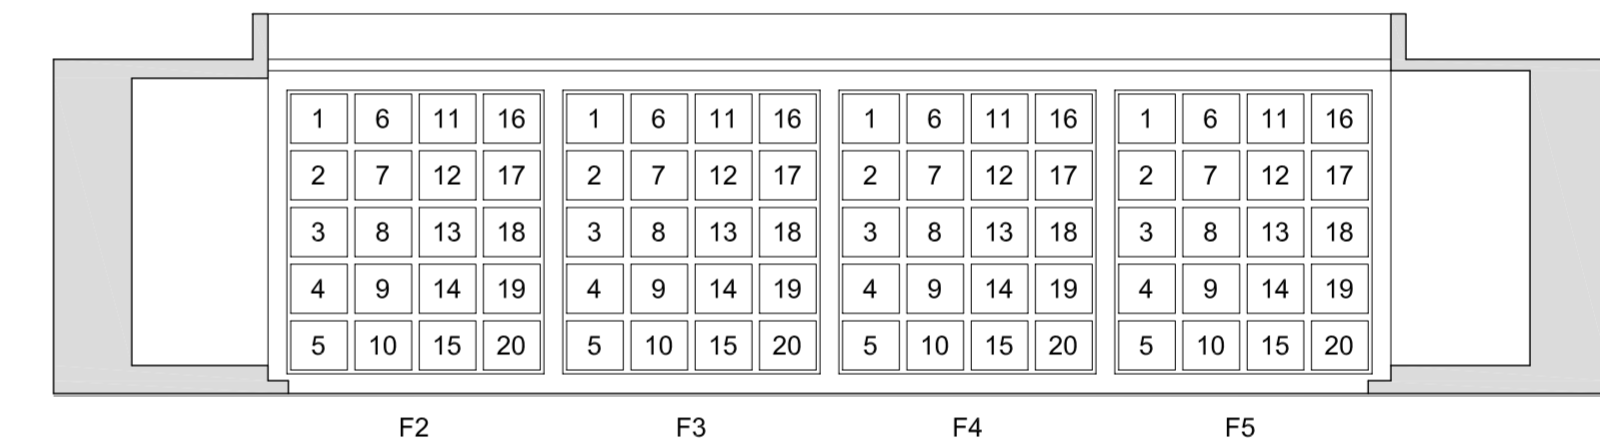 1 6 11 16 1 6 11 16 1 6 11 16 1 6 11 16
2 7 12 17 2 7 12 17 2 7 12 17 2 7 12 17
3 8 13 18 3 8 13 18 3 8 13 18 3 8 13 18
4 9 14 19 4 9 14 19 4 9 14 19 4 9 14 19
5 10 15 20 5 10 15 20 5 10 15 20 5 10 15 20
F2 F3 F4 F5